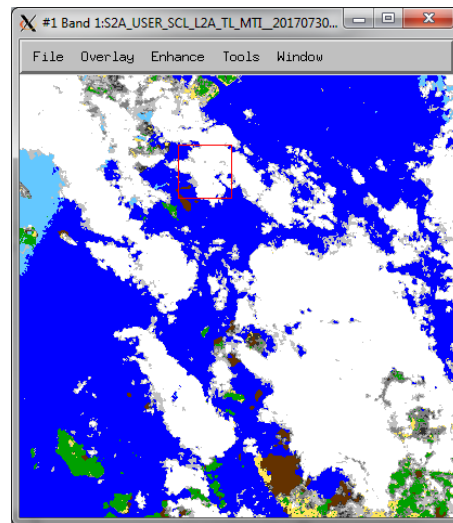 #1 Band 1:S2A_USER_SCL_L2A_TL_MTI__20170730...
File Overlay Enhance Tools Window